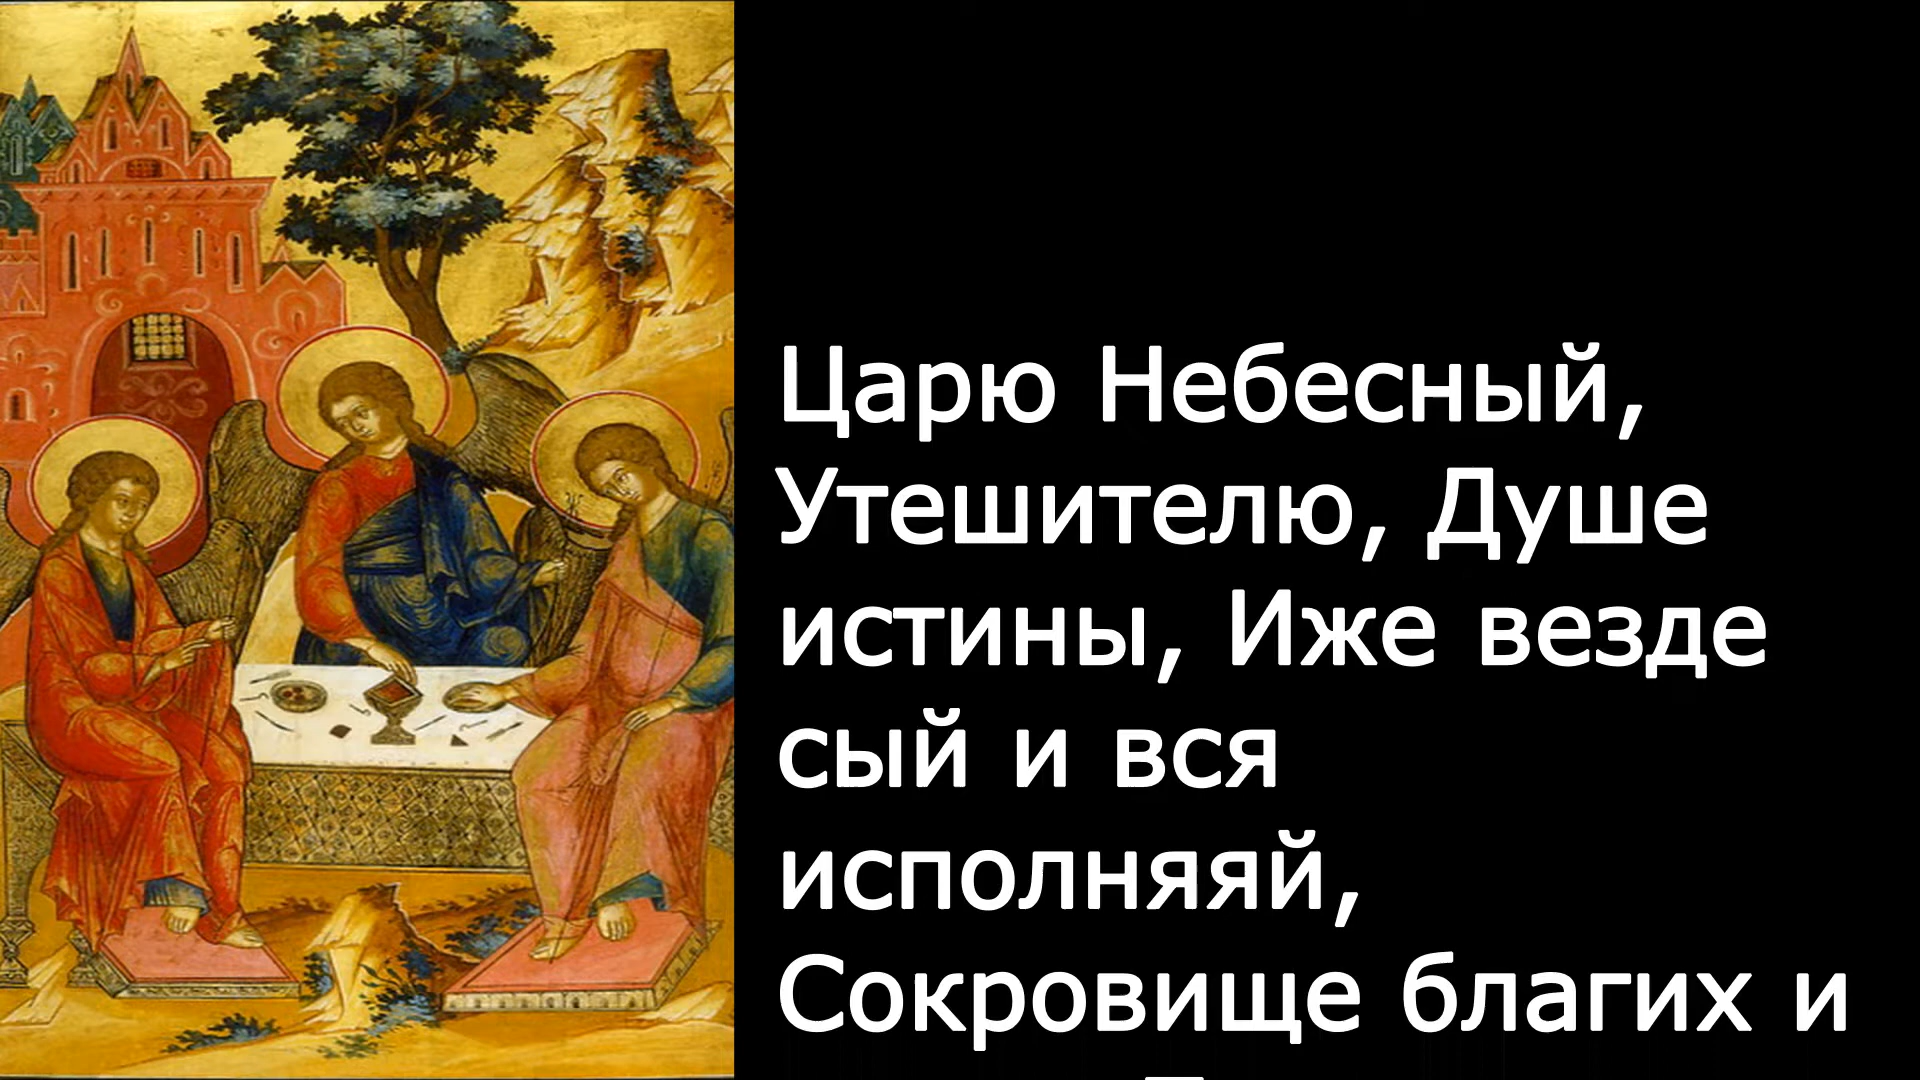 Царю Небесный,
Утешителю, Душе
истины, Иже везде
сый и вся
исполняяй,
Сокровище благих и